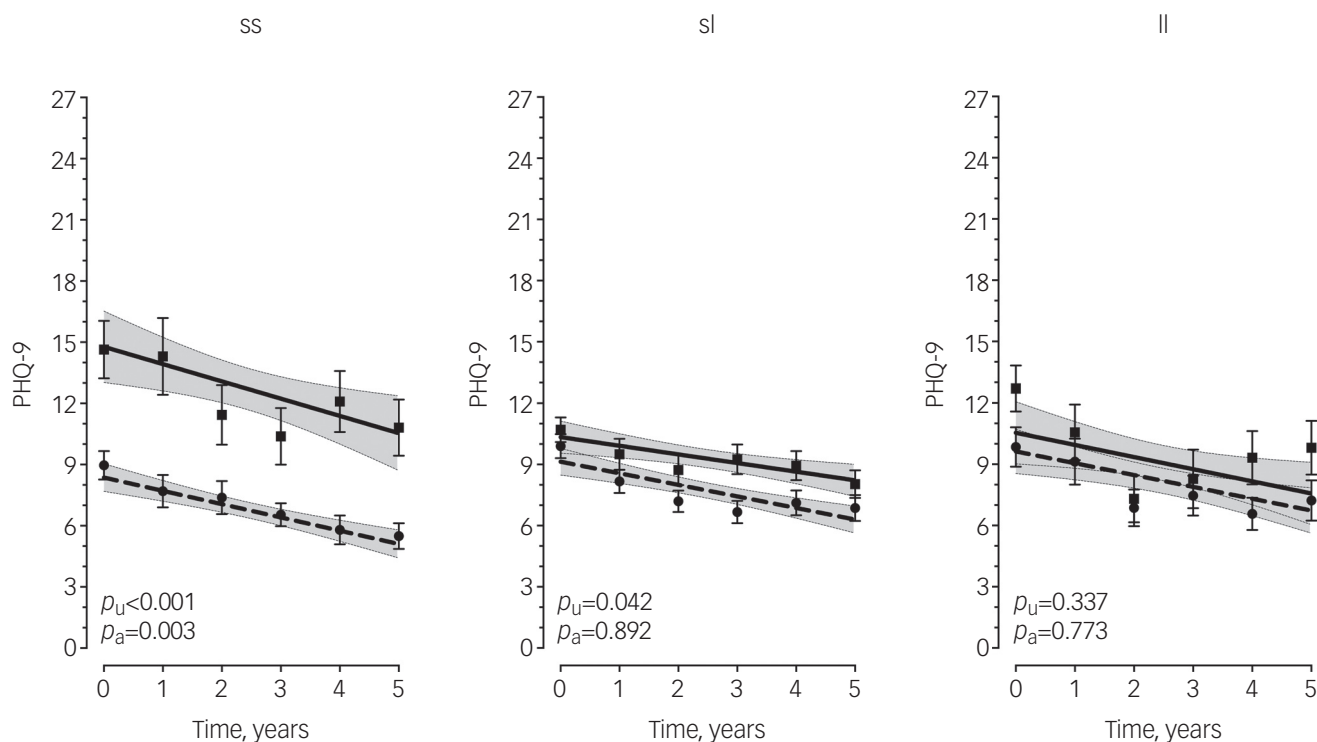 ss
sl
ll
27
24
21
18
15
12
9
6
3
0
PHQ-9
pu<0.001
pa=0.003
0 1 2 3 4 5
Time, years
27
24
21
18
15
12
9
6
3
0
PHQ-9
pu=0.042
pa=0.892
0 1 2 3 4 5
Time, years
27
24
21
18
15
12
9
6
3
0
PHQ-9
pu=0.337
pa=0.773
0 1 2 3 4 5
Time, years